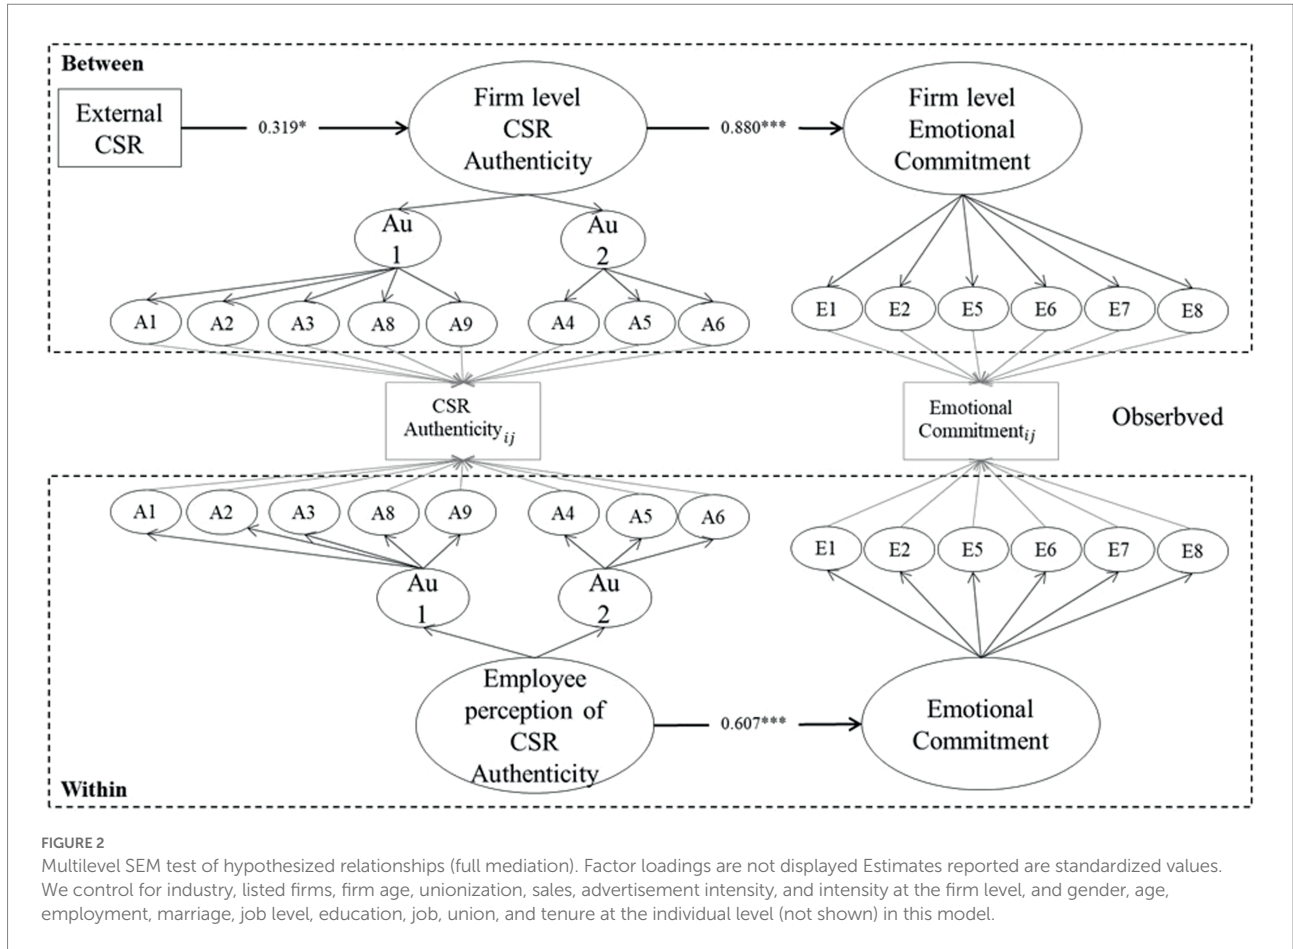 Between
External
CSR
0.319*
Firm level
CSR
Authenticity
0.880***
Firm level
Emotional
Commitment
Au
1
Au
2
A1 A2 A3 A8 A9 A4 A5 A6
E1 E2 E5 E6 E7 E8
CSR
Authenticity𝑖𝑗
Emotional
Commitment𝑖𝑗
Obserbved
A1 A2 A3 A8 A9 A4 A5 A6
E1 E2 E5 E6 E7 E8
Au
1
Au
2
Employee
perception of
CSR
Authenticity
0.607***
Emotional
Commitment
Within
FIGURE 2
Multilevel SEM test of hypothesized relationships (full mediation). Factor loadings are not displayed Estimates reported are standardized values.
We control for industry, listed firms, firm age, unionization, sales, advertisement intensity, and intensity at the firm level, and gender, age,
employment, marriage, job level, education, job, union, and tenure at the individual level (not shown) in this model.